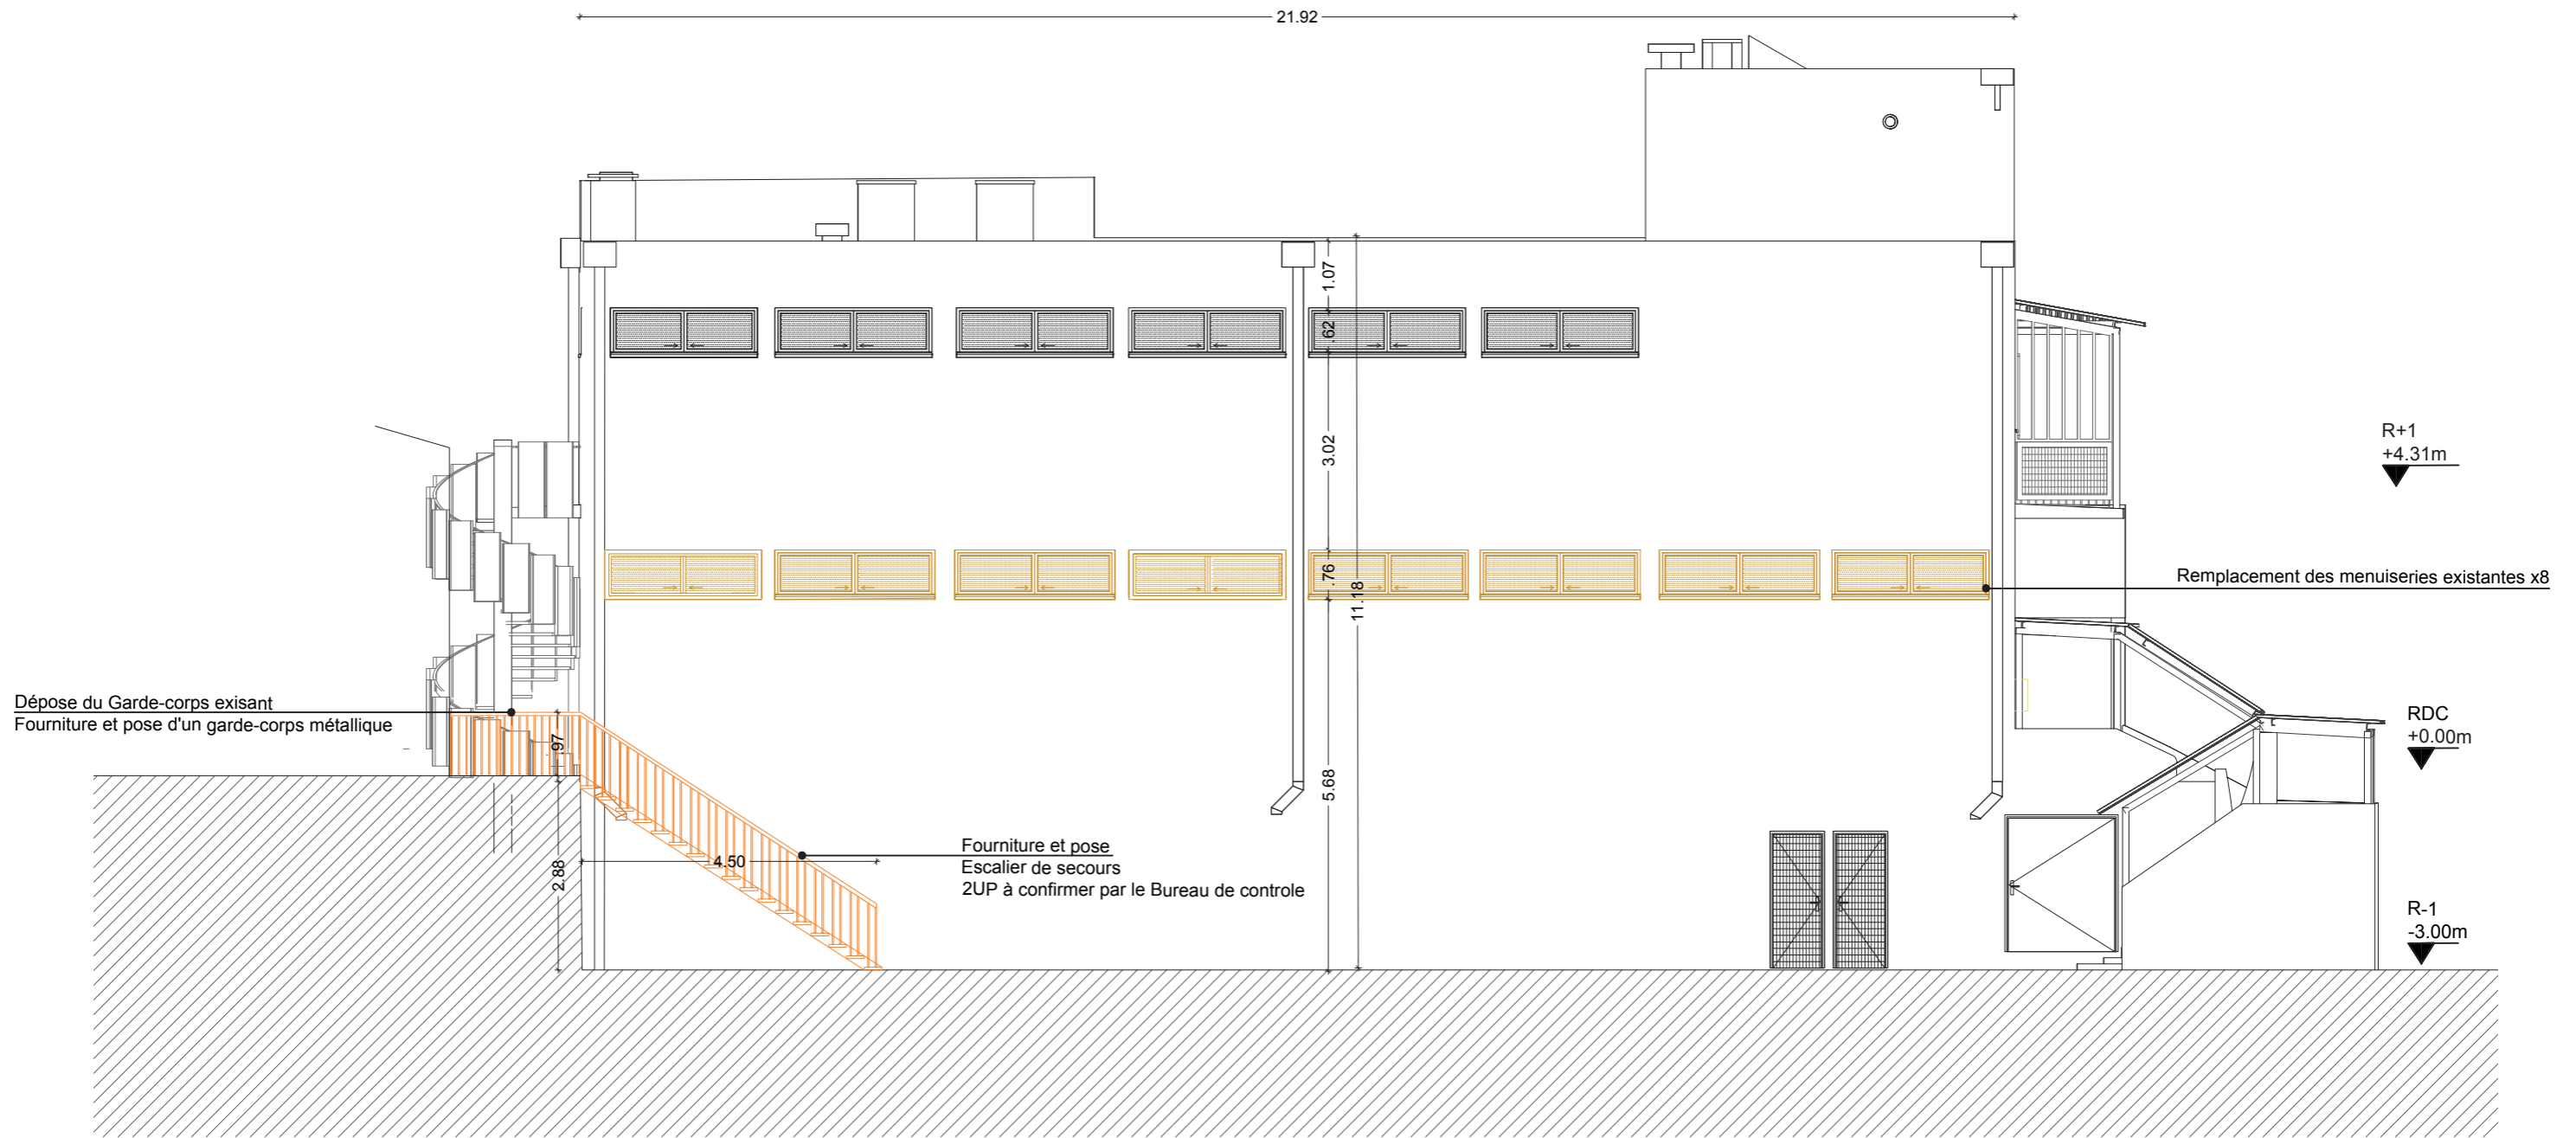 21.92
1.07
.62
3.02
R+1
+4.31m
.76
11.18
Remplacement des menuiseries existantes x8
Dépose du Garde-corps exisant
Fourniture et pose d'un garde-corps métallique
.97
RDC
+0.00m
5.68
4.50
2.88
Fourniture et pose
Escalier de secours
2UP à confirmer par le Bureau de controle
R-1
-3.00m